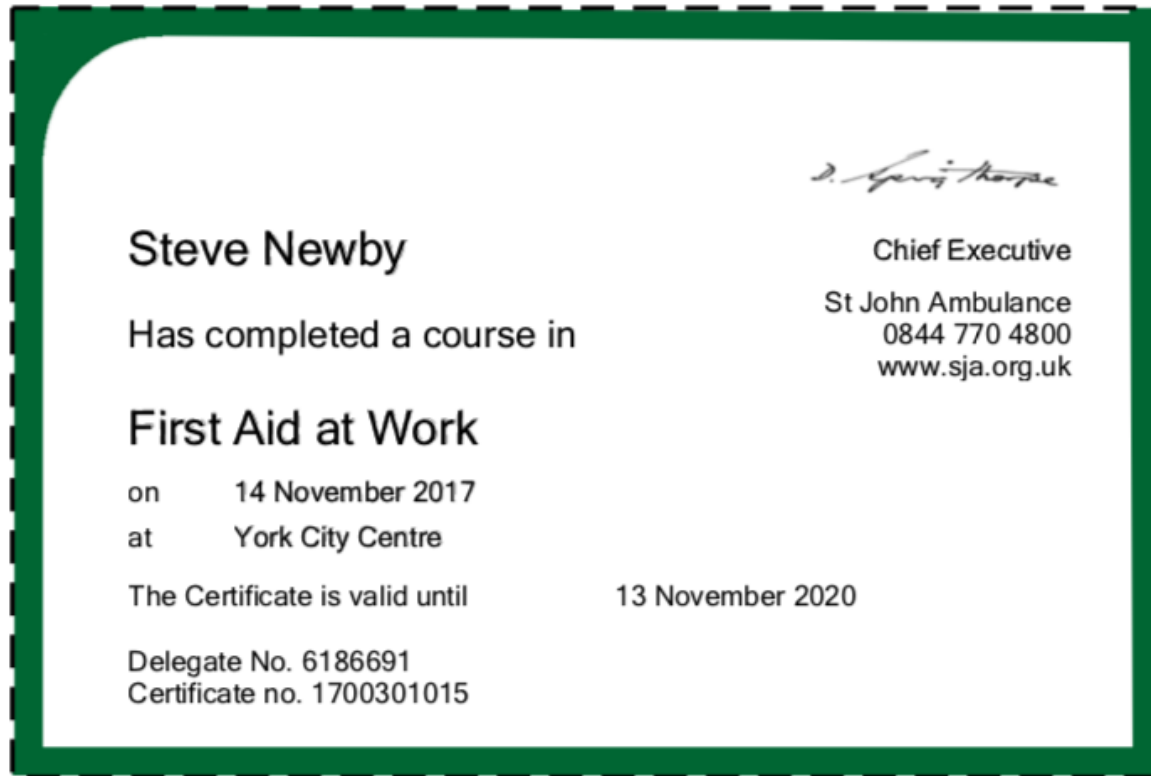 D.
Steve Newby
Chief Executive
Has completed a course in
St John Ambulance
0844 770 4800
www.sja.org.uk
First Aid at Work
on 14 November 2017
at York City Centre
The Certificate is valid until 13 November 2020
Delegate No. 6186691
Certificate no. 1700301015